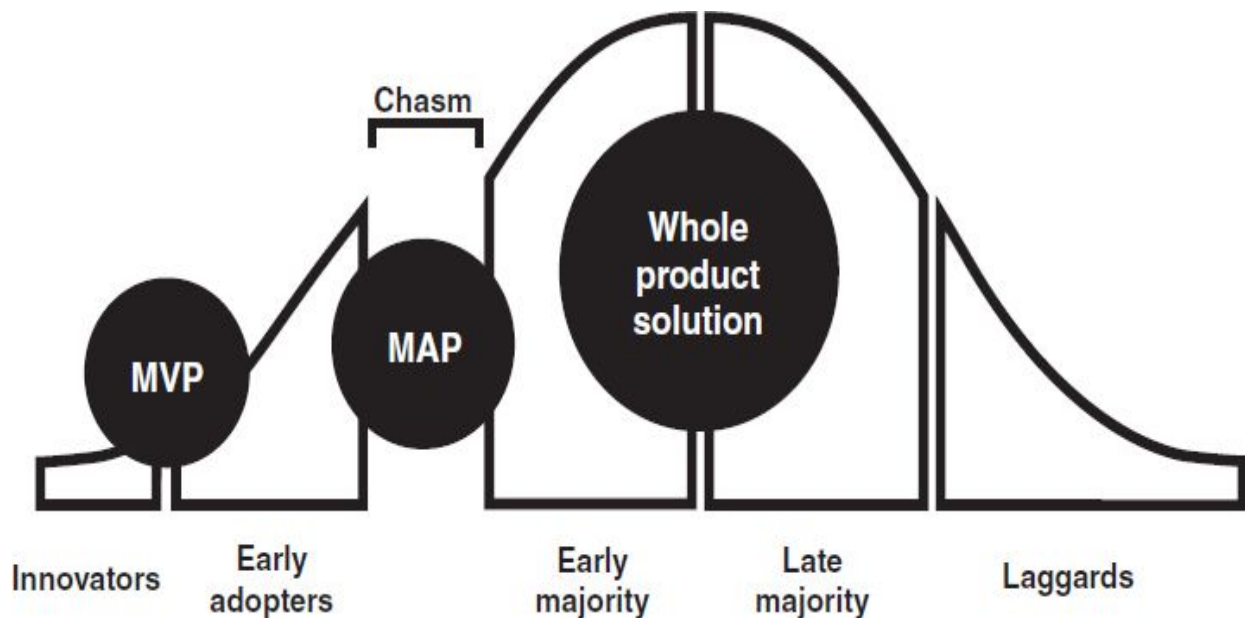 Chasm
Whole
product
solution
MAP
MVP
Innovators
Early
adopters
Early
majority
Late
majority
Laggards